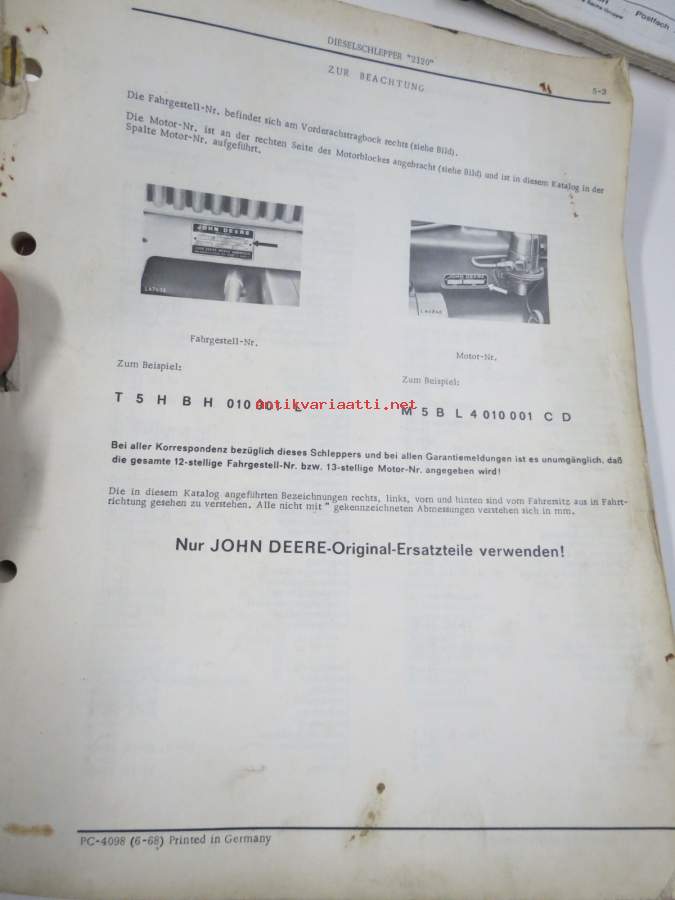 Postfach
DIESELSCHLEPPER "2120"
ZUR BEACHTUNG
5-3
Die Fahrgestell-Nr. befindet sich am Vorderachstragbock rechts (siehe Bild).
Die Motor-Nr. ist an der rechten Seite des Motorblockes angebracht (siehe Bild) und ist in diesem Katalog in der
Spalte Motor-Nr. aufgeführt.
JOHN DEERE
JOHN DEERE
Fahrgestell-Nr.
Motor-Nr.
Zum Beispiel:
Zum Beispiel:
T 5 H B H 010 001 L
antikvariaatti.net
M 5 B L 4 010 001 C D
Bei aller Korrespondenz bezüglich dieses Schleppers und bei allen Garantiemeldungen ist es unumgänglich, daß
die gesamte 12-stellige Fahrgestell-Nr. bzw. 13-stellige Motor-Nr. angegeben wird!
Die in diesem Katalog angeführten Bezeichnungen rechts, links, vorn und hinten sind vom Fahrersitz aus in Fahrt-
richtung gesehen zu verstehen. Alle nicht mit " gekennzeichneten Abmessungen verstehen sich in mm.
Nur JOHN DEERE-Original-Ersatzteile verwenden!
PC-4098 (6-68) Printed in Germany